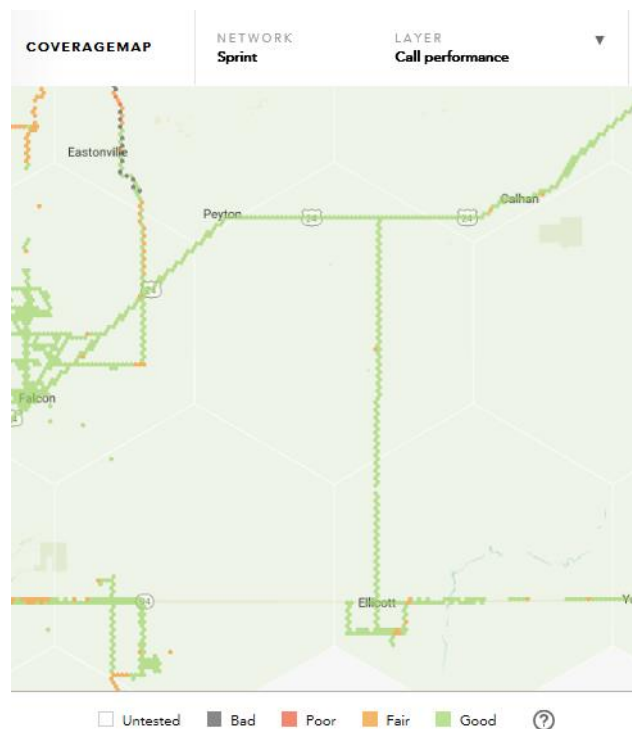 COVERAGEMAP
NETWORK
Sprint
LAYER
Call performance
Eastonville
Peyton
24
24
Calhan
24
Falcon
94
Ellicott
Untested
Bad
Poor
Fair
Good
?